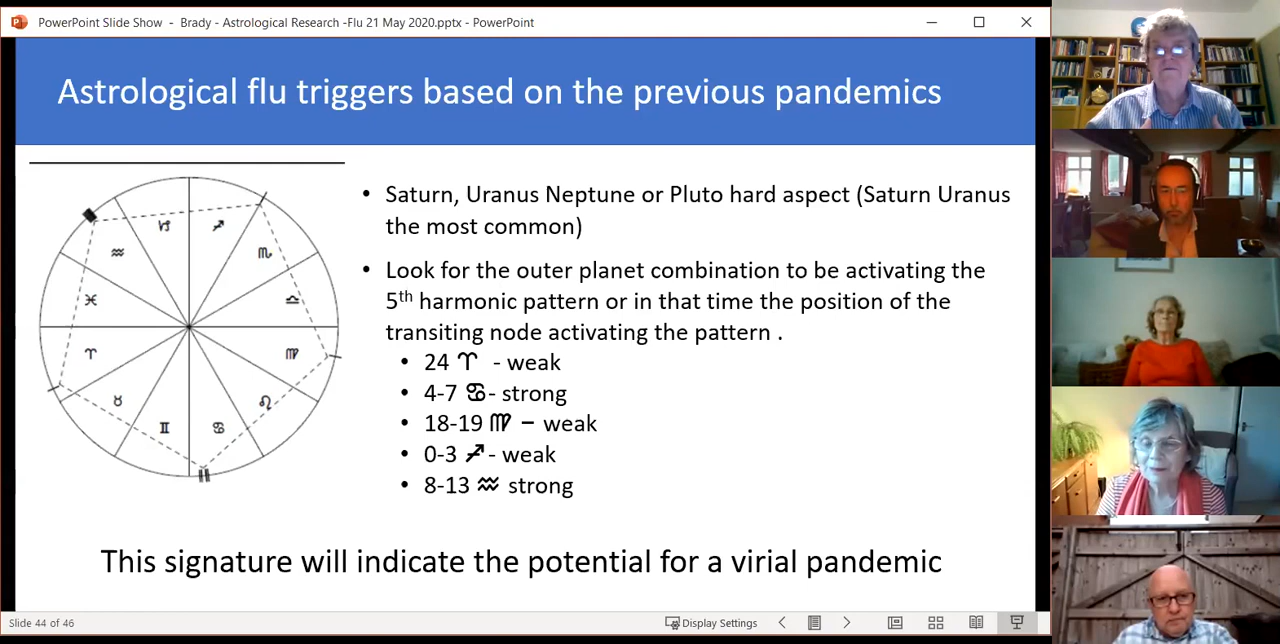 PowerPoint Slide Show - Brady - Astrological Research -Flu 21 May 2020.pptx - PowerPoint
Astrological flu triggers based on the previous pandemics
• Saturn, Uranus Neptune or Pluto hard aspect (Saturn Uranus
the most common)
• Look for the outer planet combination to be activating the
5th harmonic pattern or in that time the position of the
transiting node activating the pattern .
• 24 ♈ - weak
• 4-7 ♋- strong
• 18-19 ♍ – weak
• 0-3 ♐- weak
• 8-13 ♒ strong
♑ ♐
♒ ♏
♓ ♎
♈ ♍
♉ ♌
♊ ♋
This signature will indicate the potential for a virial pandemic
Slide 44 of 46
Display Settings